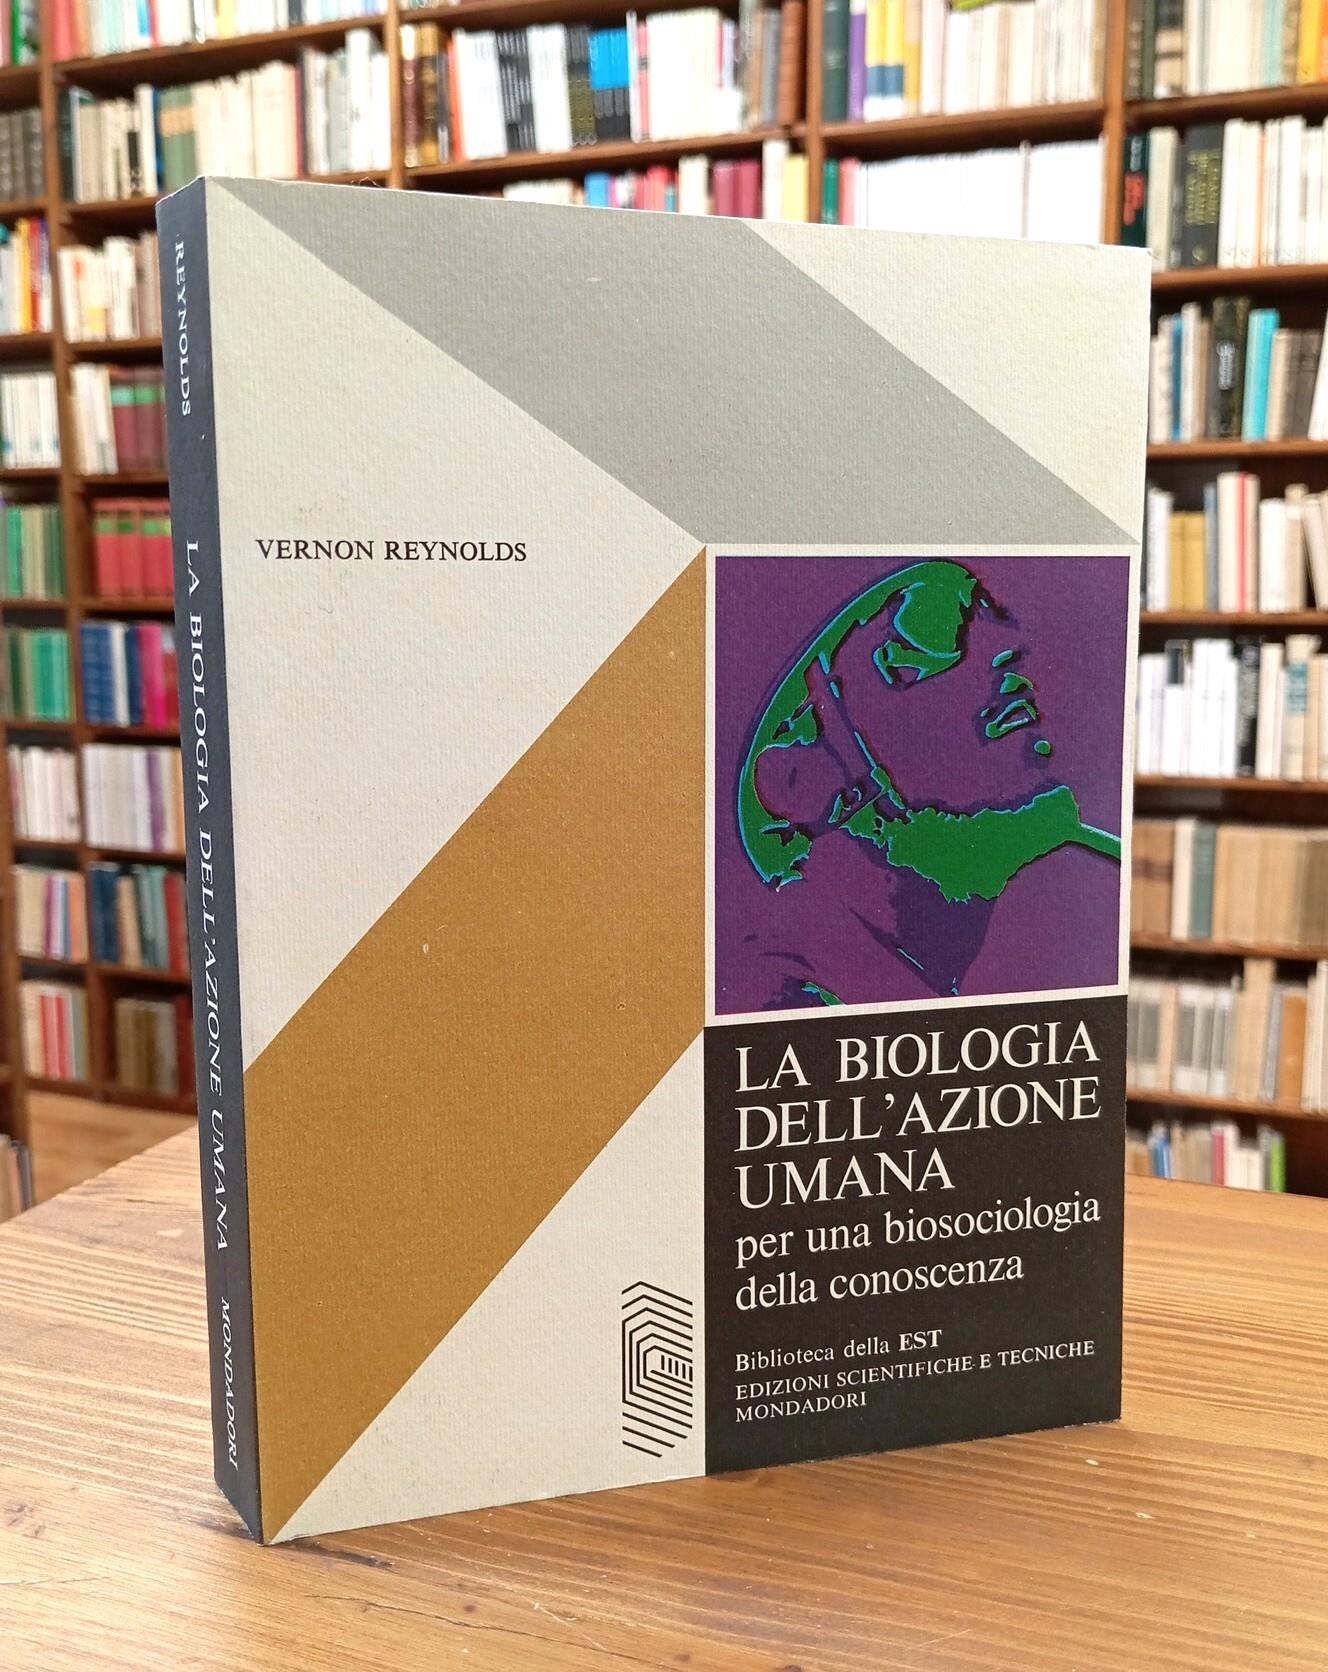 REYNOLDS
LA BIOLOGIA DELL'AZIONE UMANA
MONDADORI
VERNON REYNOLDS
LA BIOLOGIA
DELL'AZIONE
UMANA
per una biosociologia
della conoscenza
Biblioteca della EST
EDIZIONI SCIENTIFICHE E TECNICHE
MONDADORI